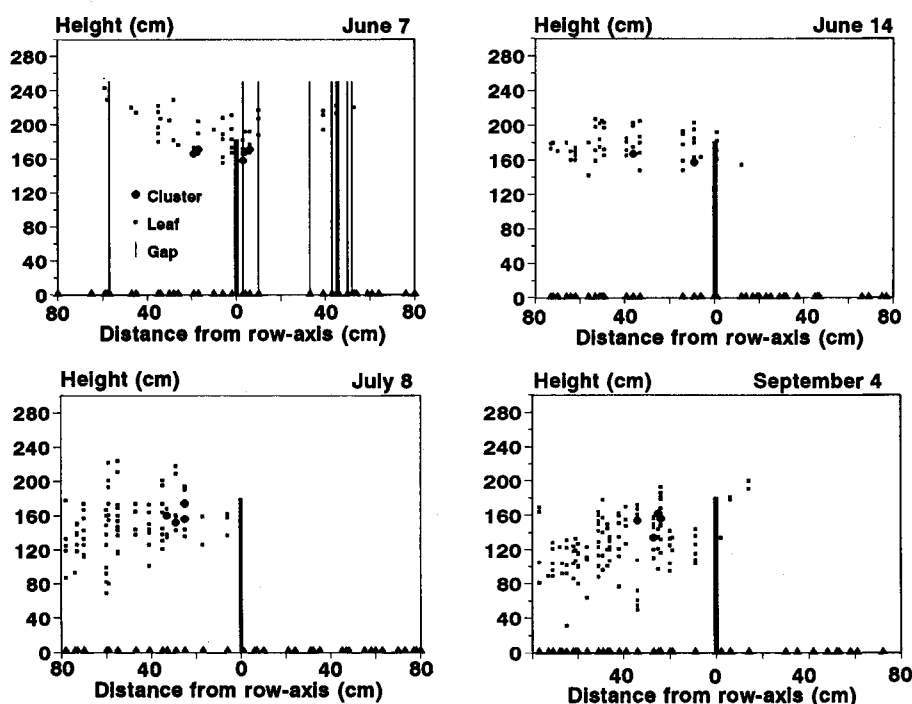 Height (cm) June 7
280
240
200
160
120
80
40
0
Cluster
Leaf
Gap
80 40 0 40 80
Distance from row-axis (cm)
Height (cm) June 14
280
240
200
160
120
80
40
0
80 40 0 40 80
Distance from row-axis (cm)
Height (cm) July 8
280
240
200
160
120
80
40
0
80 40 0 40 80
Distance from row-axis (cm)
Height (cm) September 4
280
240
200
160
120
80
40
0
80 40 0 40 80
Distance from row-axis (cm)